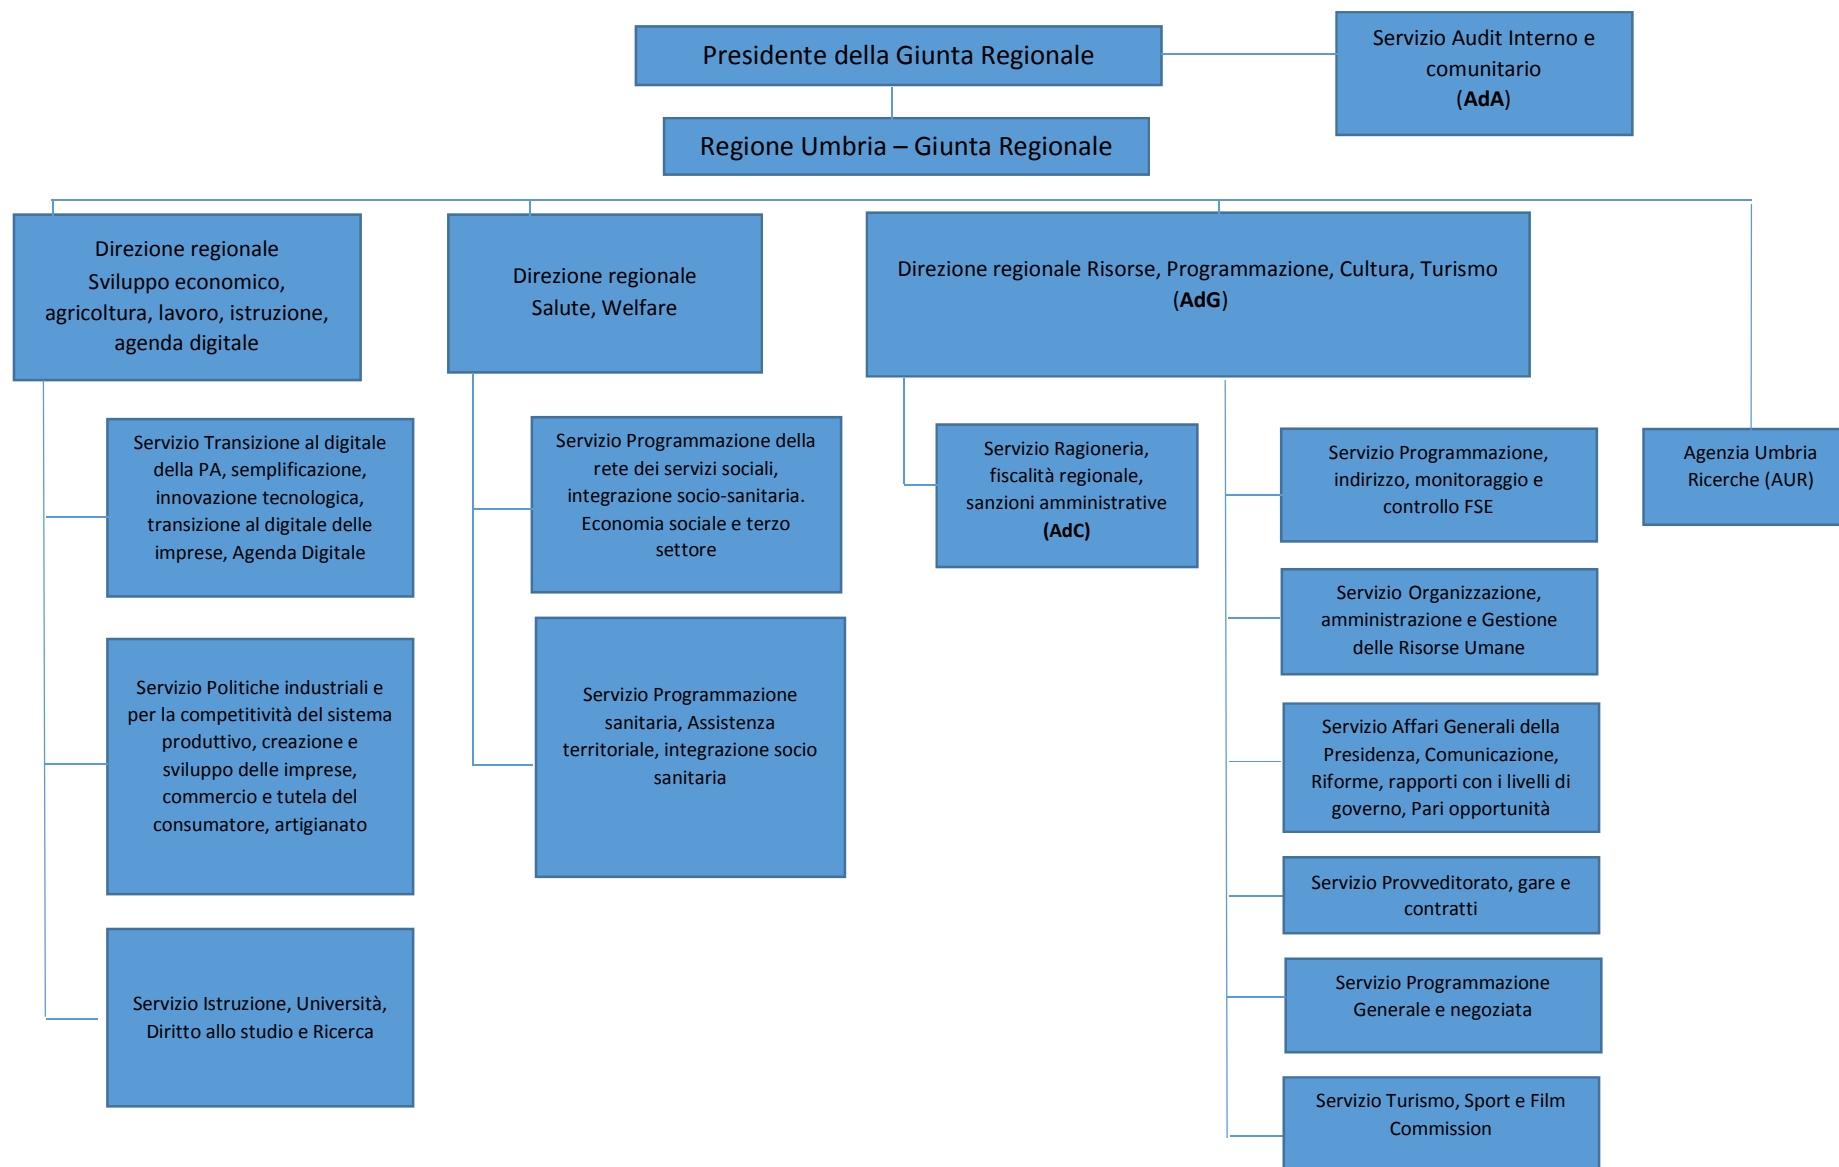 Presidente della Giunta Regionale
Servizio Audit Interno e
comunitario
(AdA)
Regione Umbria – Giunta Regionale
Direzione regionale
Sviluppo economico,
agricoltura, lavoro, istruzione,
agenda digitale
Direzione regionale
Salute, Welfare
Direzione regionale Risorse, Programmazione, Cultura, Turismo
(AdG)
Servizio Transizione al digitale
della PA, semplificazione,
innovazione tecnologica,
transizione al digitale delle
imprese, Agenda Digitale
Servizio Politiche industriali e
per la competitività del sistema
produttivo, creazione e
sviluppo delle imprese,
commercio e tutela del
consumatore, artigianato
Servizio Istruzione, Università,
Diritto allo studio e Ricerca
Servizio Programmazione della
rete dei servizi sociali,
integrazione socio-sanitaria.
Economia sociale e terzo
settore
Servizio Programmazione
sanitaria, Assistenza
territoriale, integrazione socio
sanitaria
Servizio Ragioneria,
fiscalità regionale,
sanzioni amministrative
(AdC)
Servizio Programmazione,
indirizzo, monitoraggio e
controllo FSE
Servizio Organizzazione,
amministrazione e Gestione
delle Risorse Umane
Servizio Affari Generali della
Presidenza, Comunicazione,
Riforme, rapporti con i livelli di
governo, Pari opportunità
Servizio Provveditorato, gare e
contratti
Servizio Programmazione
Generale e negoziata
Servizio Turismo, Sport e Film
Commission
Agenzia Umbria
Ricerche (AUR)